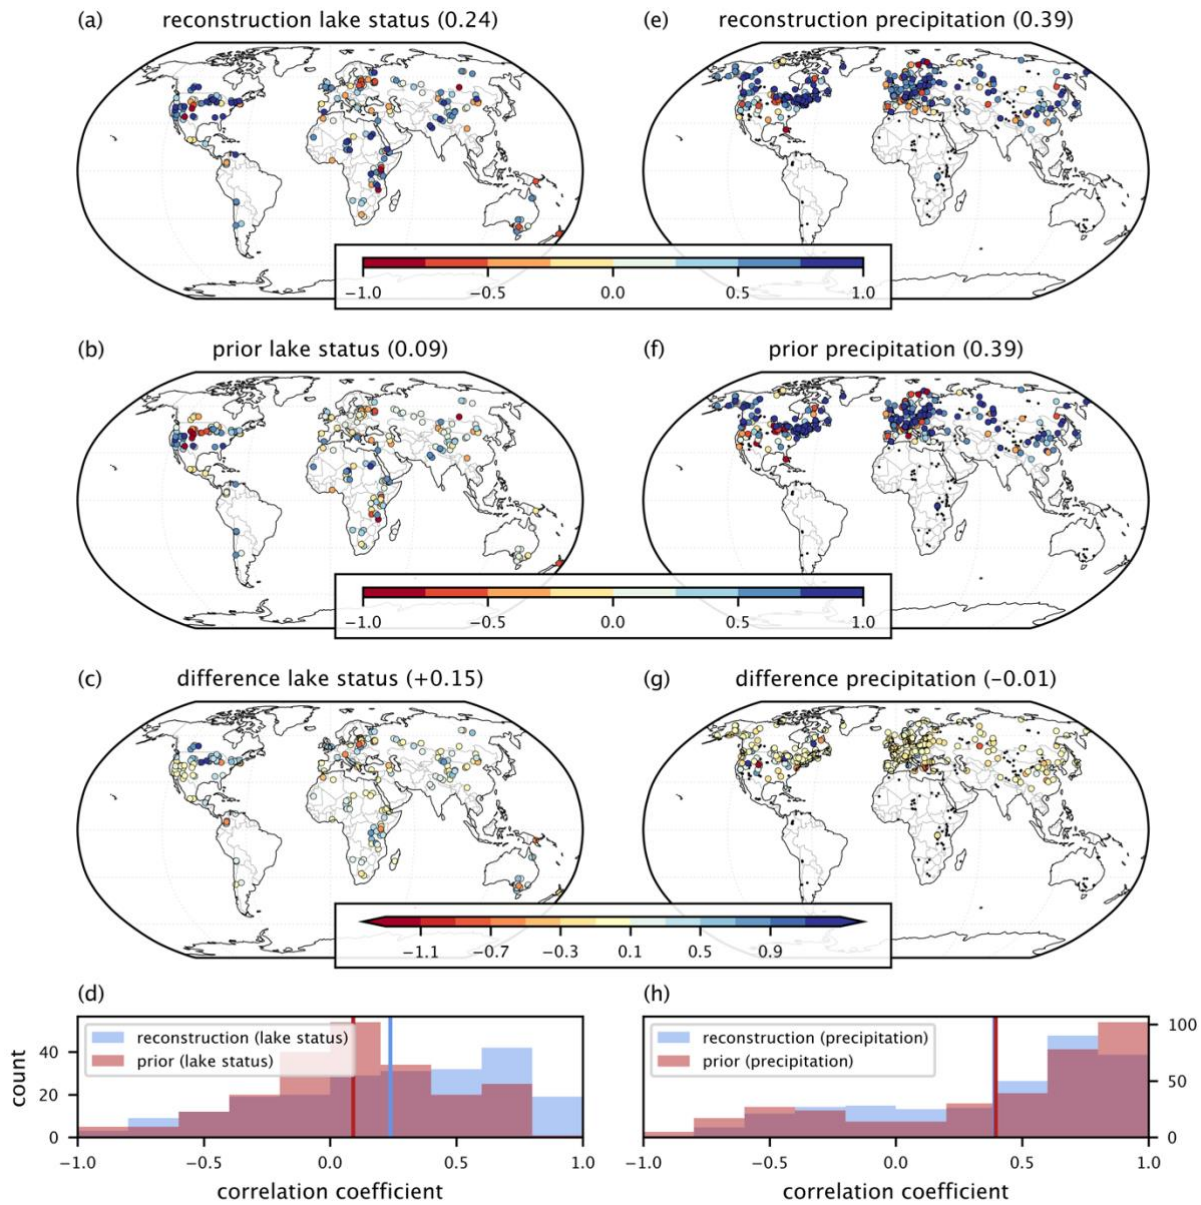 (a) reconstruction lake status (0.24)
(e) reconstruction precipitation (0.39)
−1.0 −0.5 0.0 0.5 1.0
(b) prior lake status (0.09)
(f) prior precipitation (0.39)
−1.0 −0.5 0.0 0.5 1.0
(c) difference lake status (+0.15)
(g) difference precipitation (−0.01)
−1.1 −0.7 −0.3 0.1 0.5 0.9
(d)
reconstruction (lake status)
prior (lake status)
count
40
20
0
−1.0 −0.5 0.0 0.5 1.0
correlation coefficient
(h)
reconstruction (precipitation)
prior (precipitation)
100
50
0
−1.0 −0.5 0.0 0.5 1.0
correlation coefficient